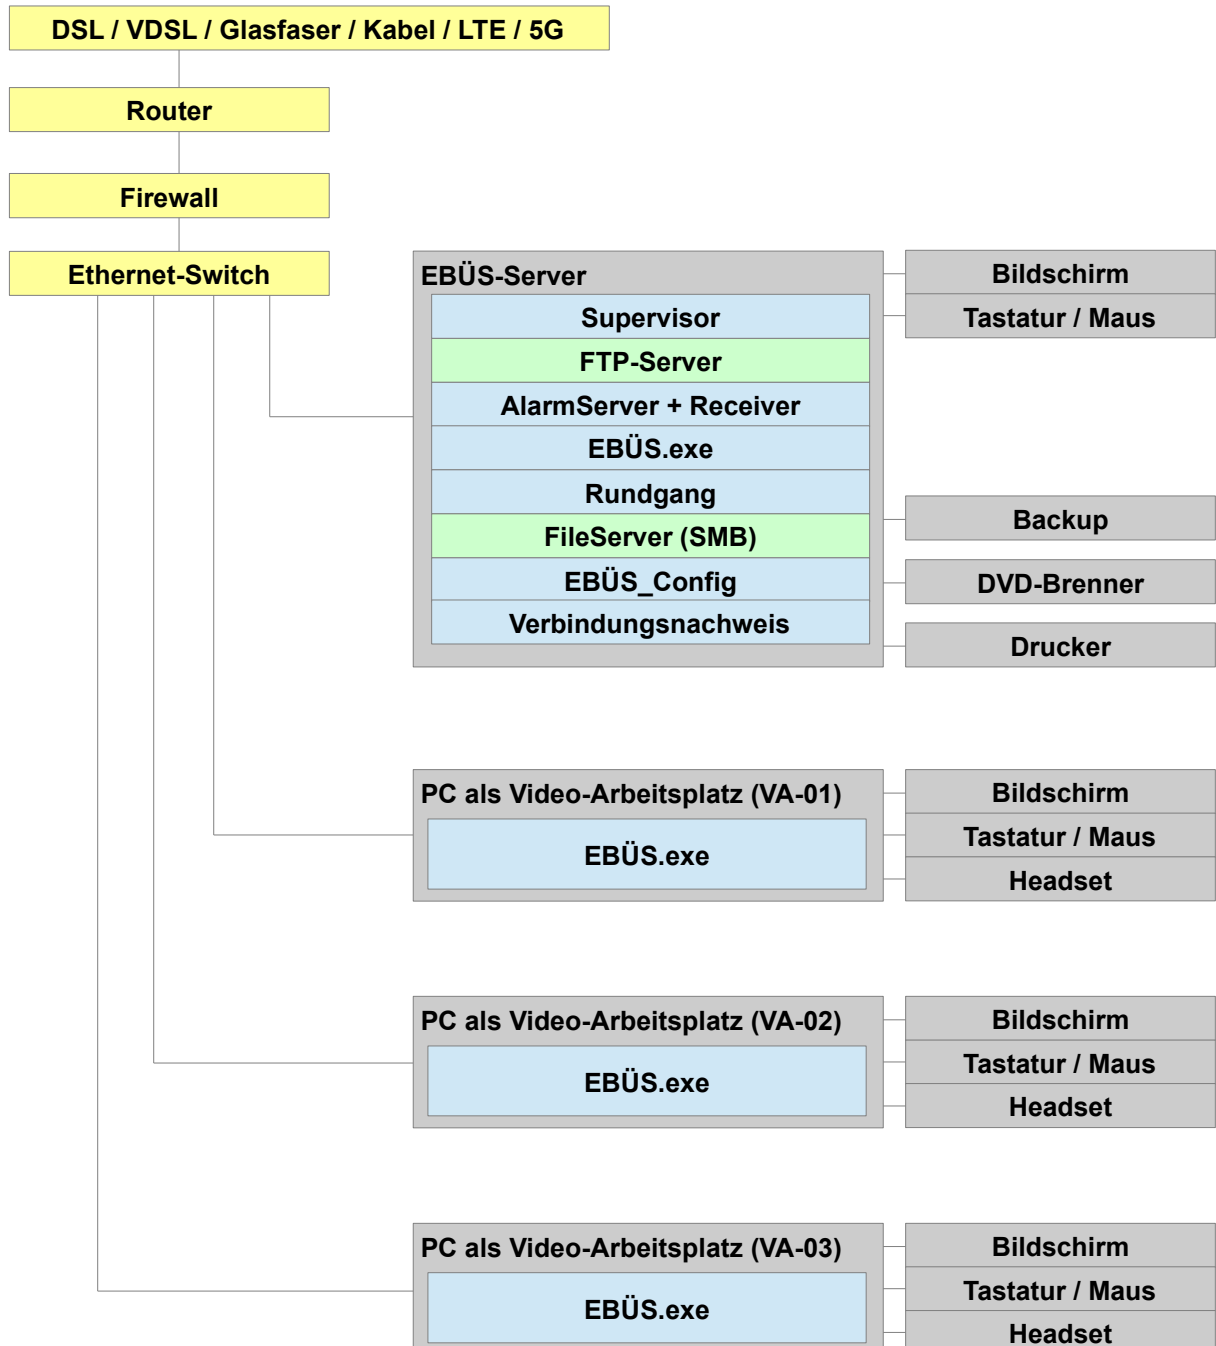 DSL / VDSL / Glasfaser / Kabel / LTE / 5G
Router
Firewall
Ethernet-Switch
EBÜS-Server
Supervisor
FTP-Server
AlarmServer + Receiver
EBÜS.exe
Rundgang
FileServer (SMB)
EBÜS_Config
Verbindungsnachweis
Bildschirm
Tastatur / Maus
Backup
DVD-Brenner
Drucker
PC als Video-Arbeitsplatz (VA-01)
EBÜS.exe
Bildschirm
Tastatur / Maus
Headset
PC als Video-Arbeitsplatz (VA-02)
EBÜS.exe
Bildschirm
Tastatur / Maus
Headset
PC als Video-Arbeitsplatz (VA-03)
EBÜS.exe
Bildschirm
Tastatur / Maus
Headset